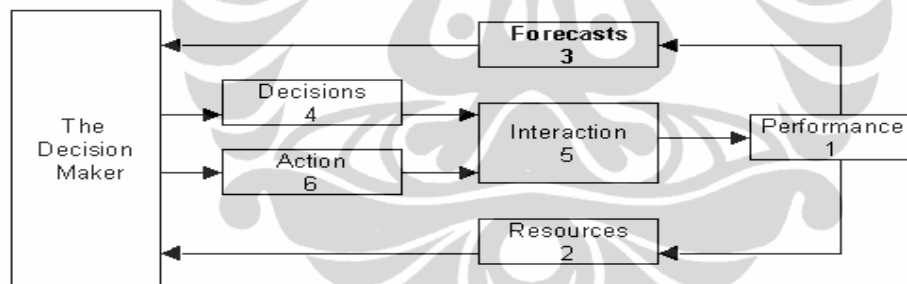 Forecasts
3
Decisions
4
The
Decision
Maker
Interaction
5
Performance
1
Action
6
Resources
2